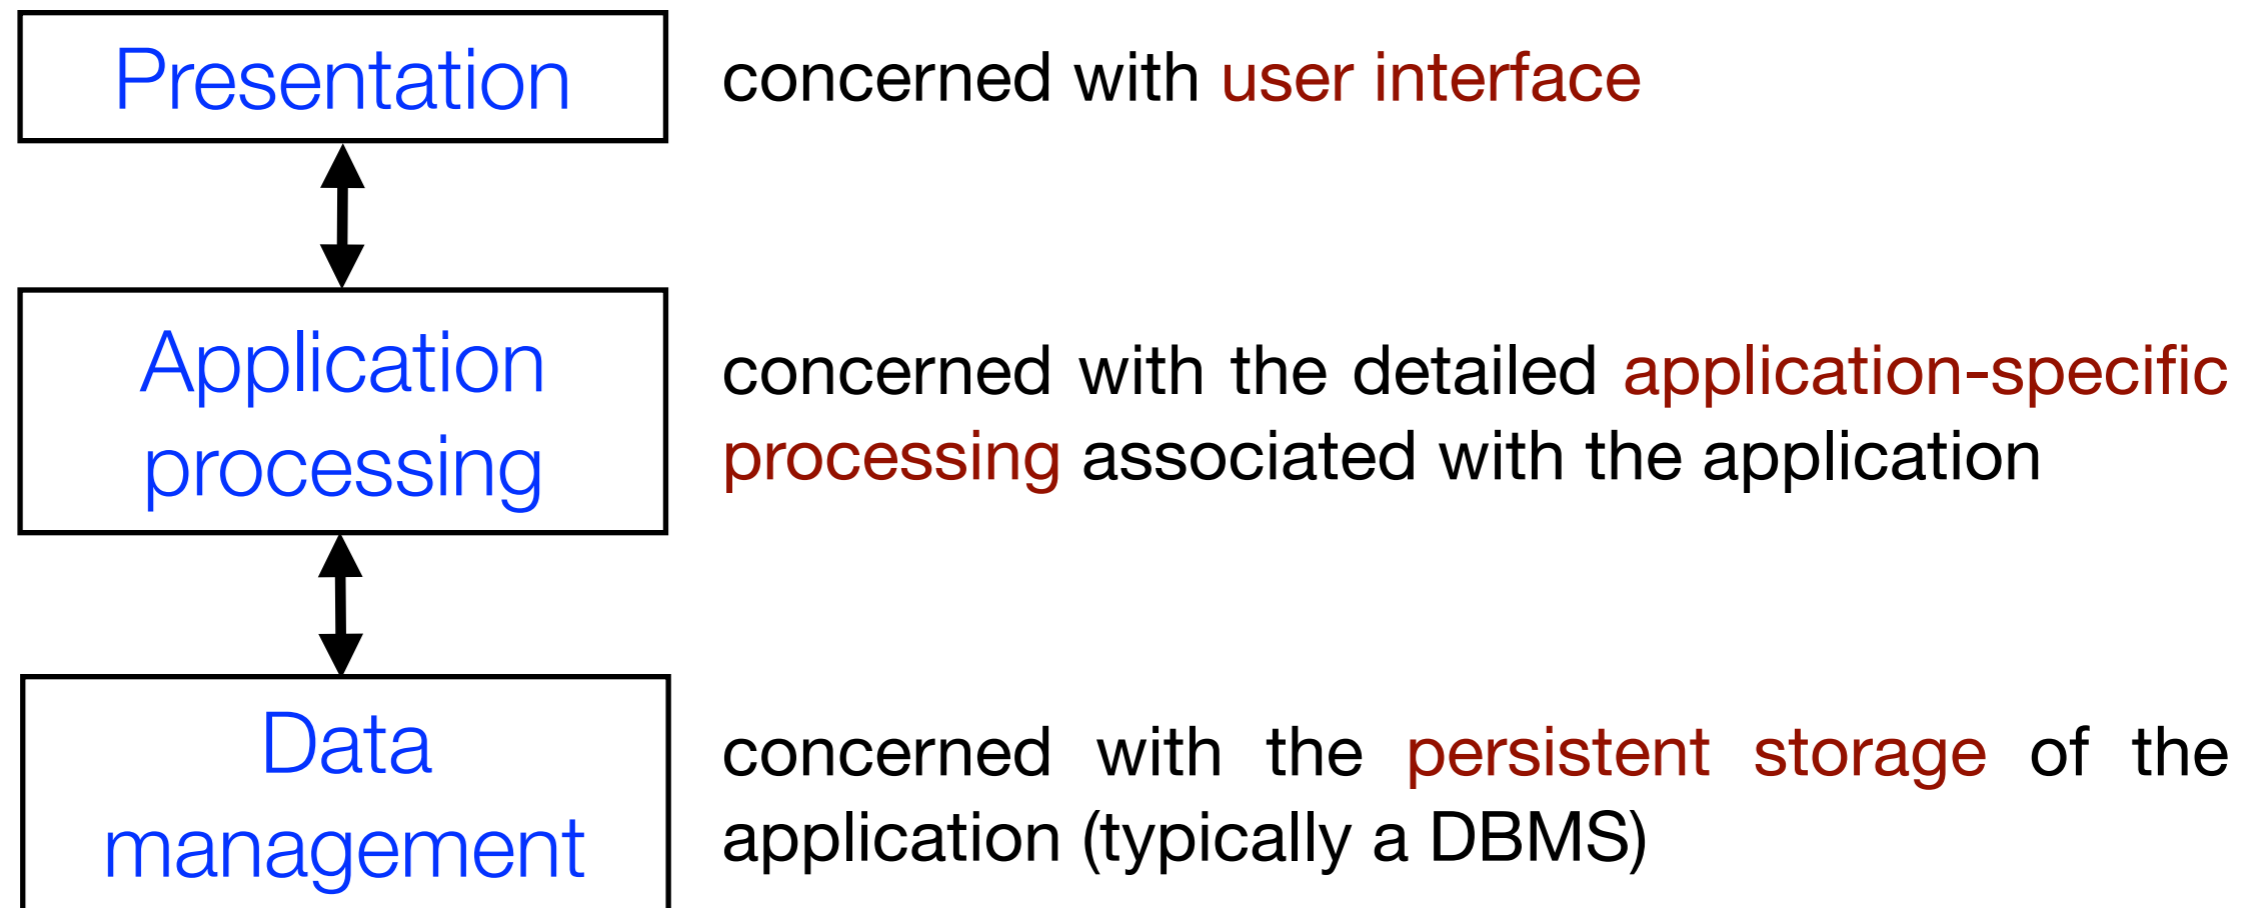 Presentation
concerned with user interface
Application
processing
concerned with the detailed application-specific
processing associated with the application
Data
management
concerned with the persistent storage of the
application (typically a DBMS)